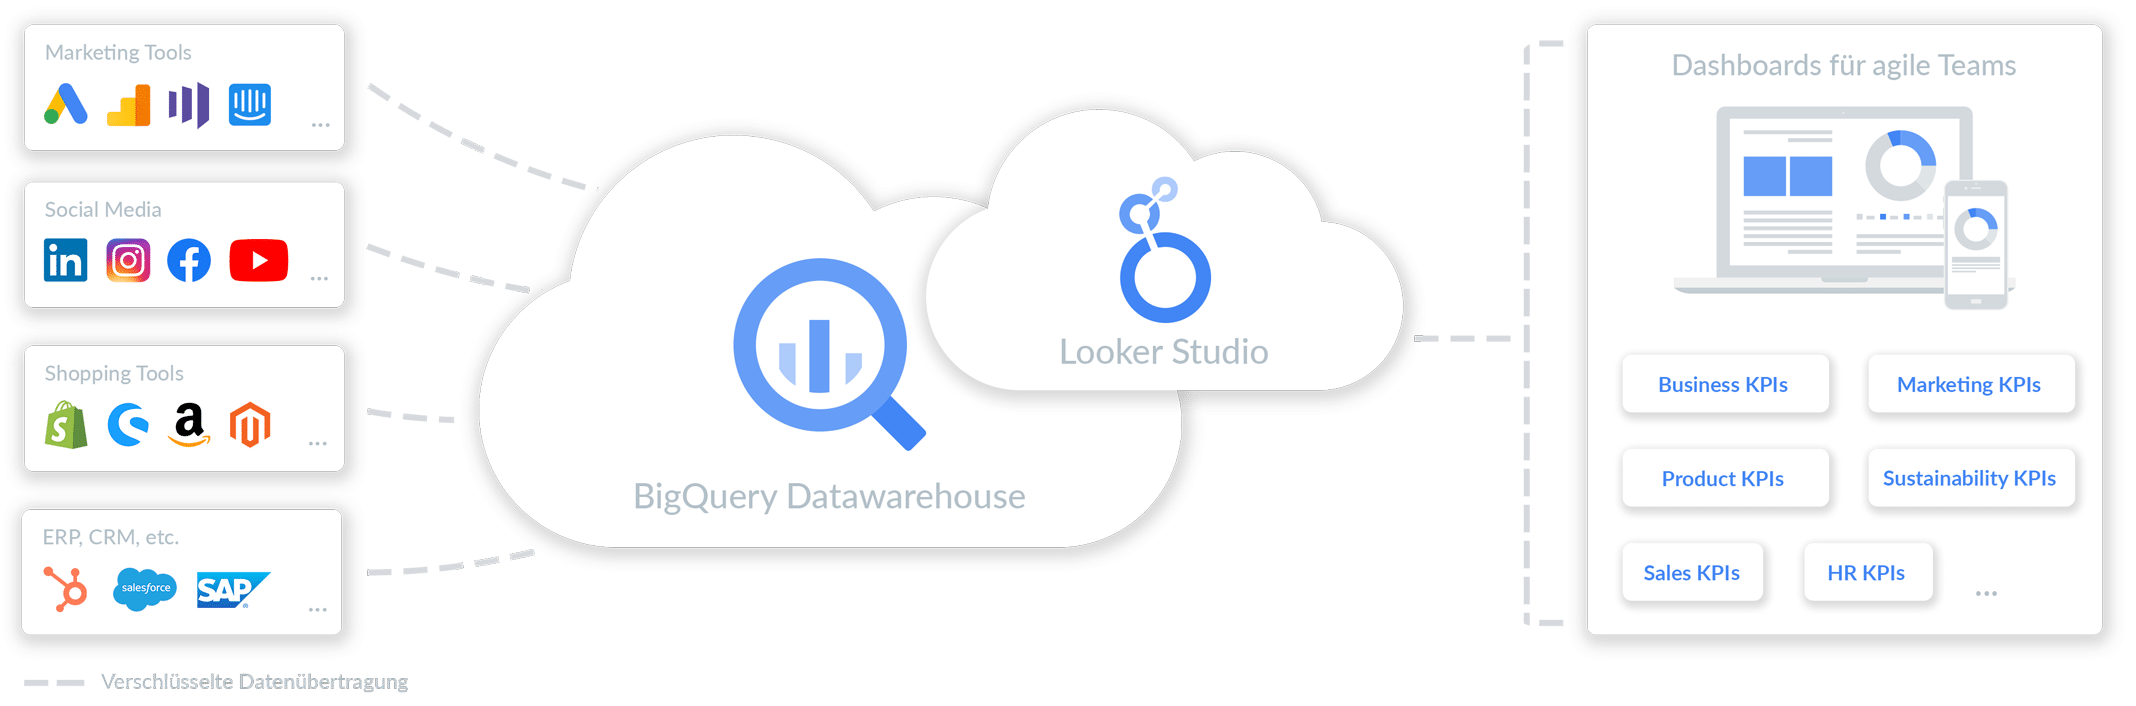 Marketing Tools
...
Social Media
in
...
Shopping Tools
a
...
ERP, CRM, etc.
salesforce
SAP
...
Verschlüsselte Datenübertragung
BigQuery Datawarehouse
Looker Studio
Dashboards für agile Teams
Business KPIs
Marketing KPIs
Product KPIs
Sustainability KPIs
Sales KPIs
HR KPIs
...